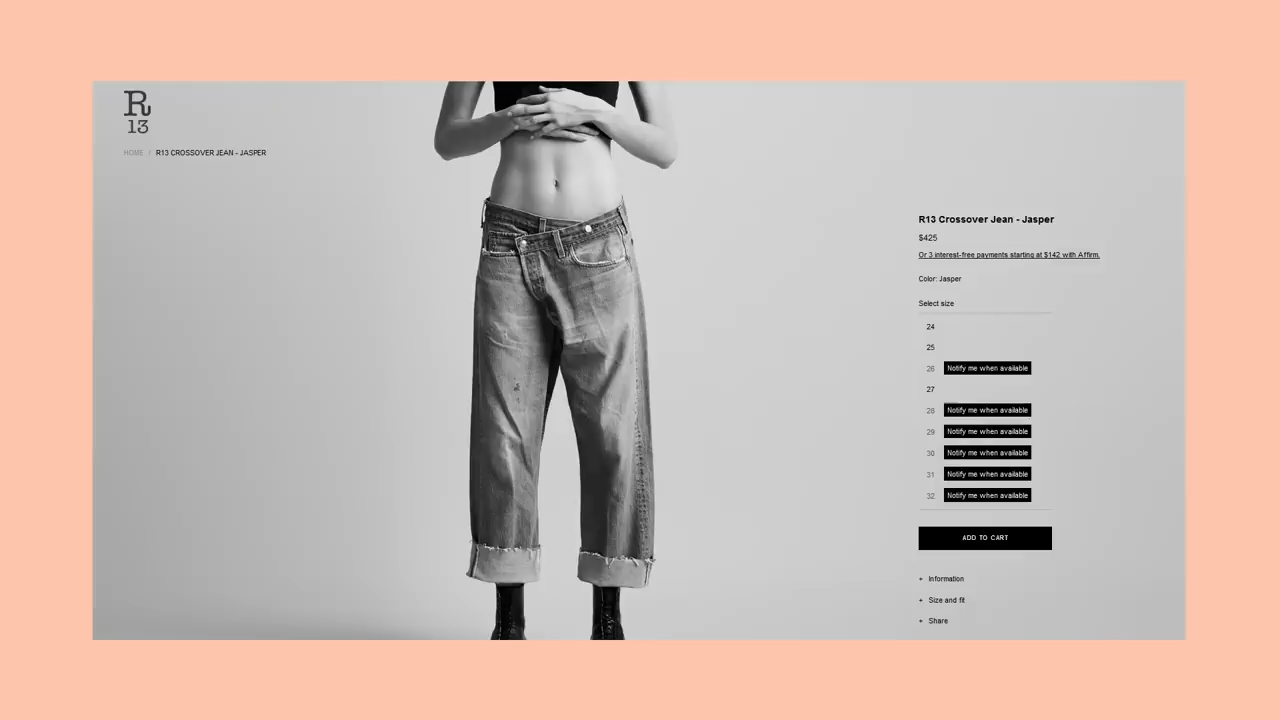 R
13
HOME / R13 CROSSOVER JEAN - JASPER
R13 Crossover Jean - Jasper
$425
Or 3 interest-free payments starting at $142 with Affirm.
Color: Jasper
Select size
24
25
26 Notify me when available
27
28 Notify me when available
29 Notify me when available
30 Notify me when available
31 Notify me when available
32 Notify me when available
ADD TO CART
+ Information
+ Size and fit
+ Share